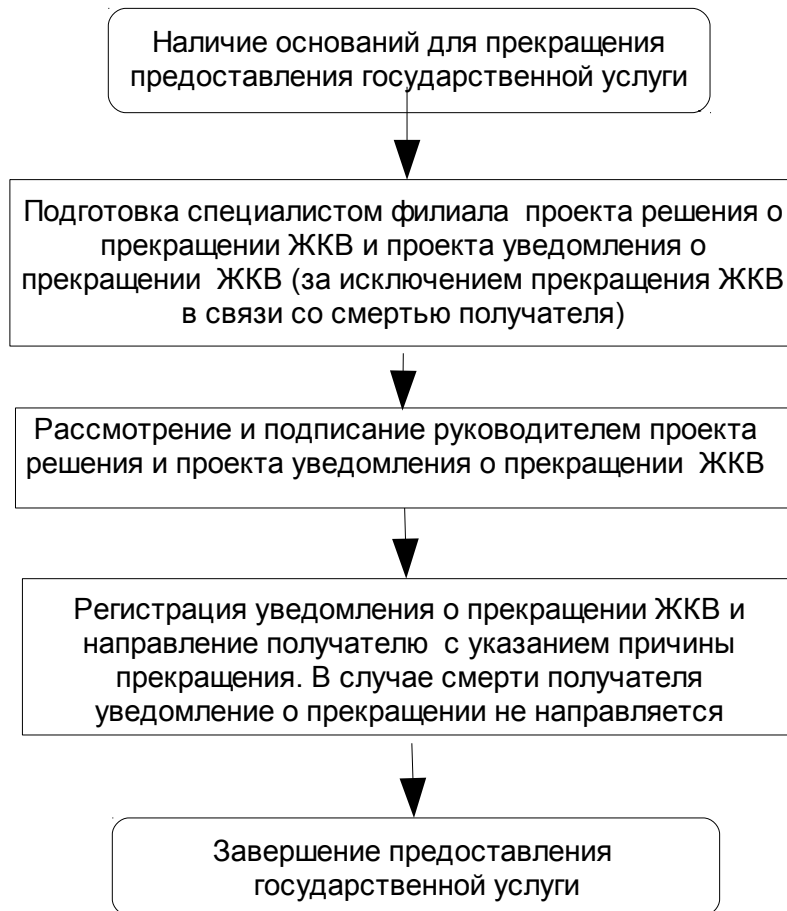 Наличие оснований для прекращения
предоставления государственной услуги
Подготовка специалистом филиала проекта решения о
прекращении ЖКВ и проекта уведомления о
прекращении ЖКВ (за исключением прекращения ЖКВ
в связи со смертью получателя)
Рассмотрение и подписание руководителем проекта
решения и проекта уведомления о прекращении ЖКВ
Регистрация уведомления о прекращении ЖКВ и
направление получателю с указанием причины
прекращения. В случае смерти получателя
уведомление о прекращении не направляется
Завершение предоставления
государственной услуги